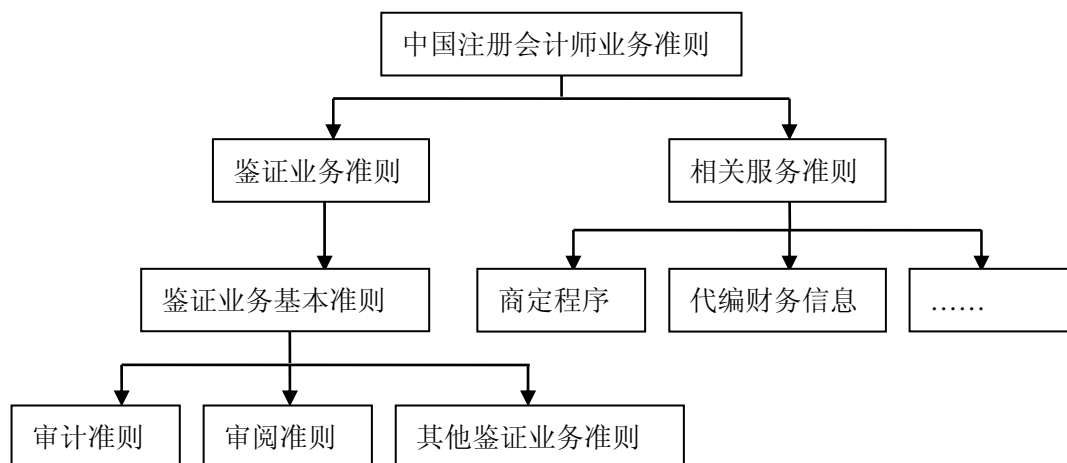 中国注册会计师业务准则
鉴证业务准则
相关服务准则
鉴证业务基本准则
商定程序
代编财务信息
……
审计准则
审阅准则
其他鉴证业务准则